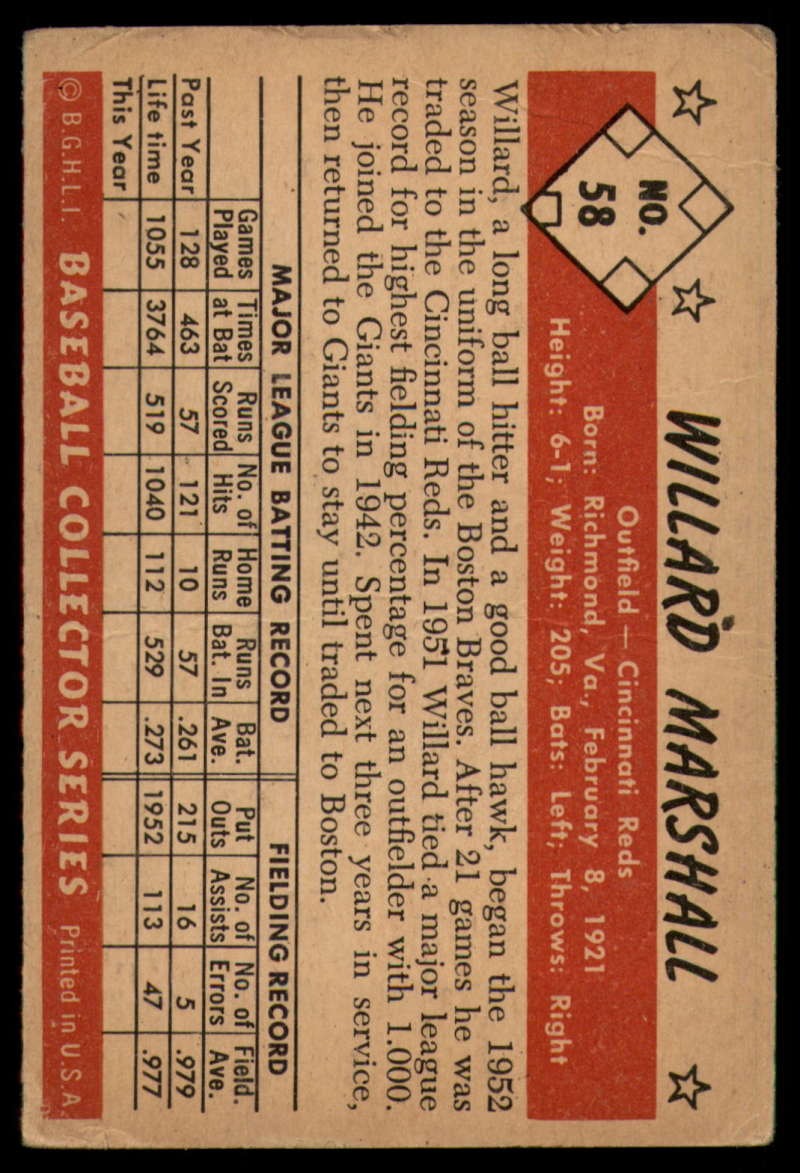 WILLARD MARSHALL
NO.
58
Outfield — Cincinnati Reds
Born: Richmond, Va., February 8, 1921
Height: 6-1; Weight: 205; Bats: Left; Throws: Right
Willard, a long ball hitter and a good ball hawk, began the 1952
season in the uniform of the Boston Braves. After 21 games he was
traded to the Cincinnati Reds. In 1951 Willard tied a major league
record for highest fielding percentage for an outfielder with 1.000.
He joined the Giants in 1942. Spent next three years in service,
then returned to Giants to stay until traded to Boston.
MAJOR LEAGUE BATTING RECORD FIELDING RECORD
Games Times Runs No. of Home Runs Bat. Put No. of No. of Field.
Played at Bat Scored Hits Runs Bat. In Ave. Outs Assists Errors Ave.
Past Year 128 463 57 121 10 57 .261 215 16 5 .979
Life time 1055 3764 519 1040 112 529 .273 1952 113 47 .977
This Year
© B.G.H.L.I. BASEBALL COLLECTOR SERIES Printed in U.S.A.